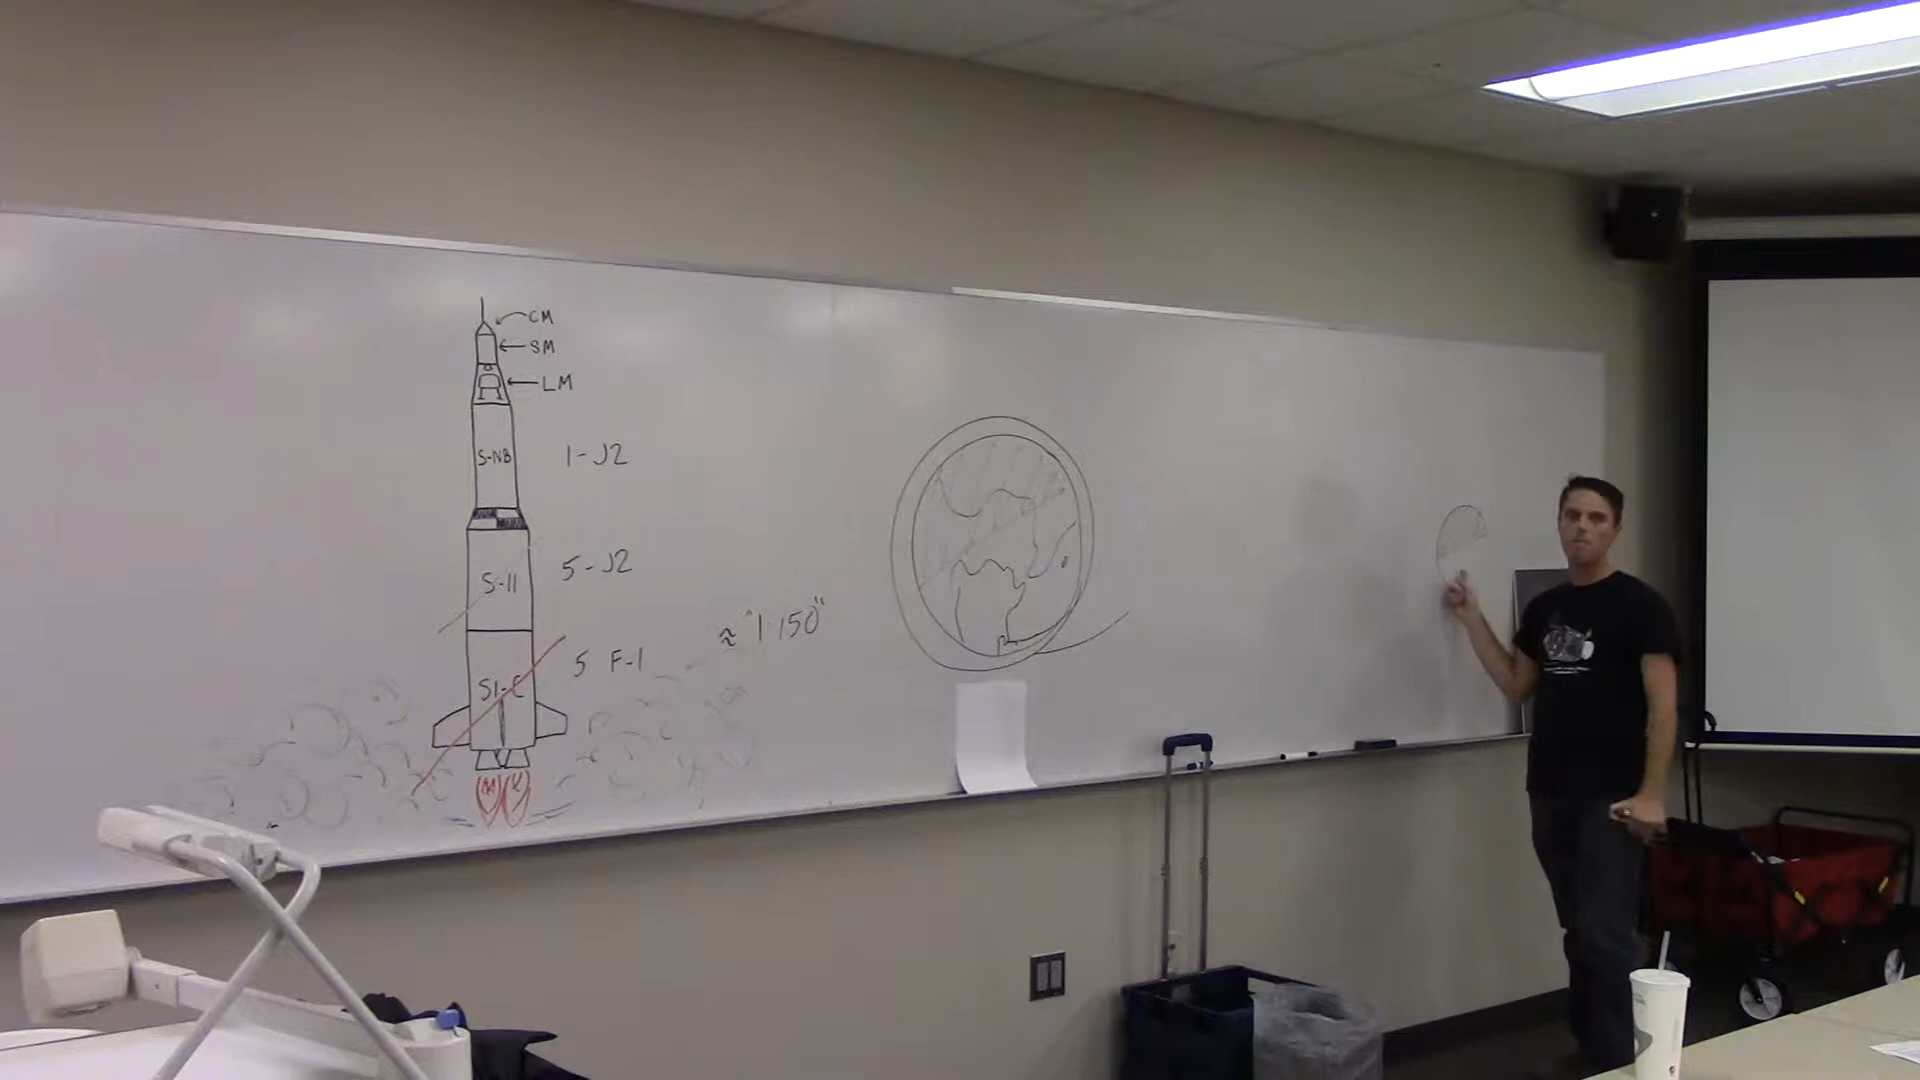 CM
SM
LM
S-IVB
1-J2
S-II
5-J2
S1-C
5 F-1
≈ "1-150"